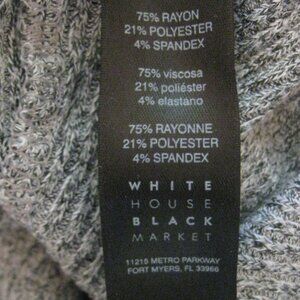 75% RAYON
21% POLYESTER
4% SPANDEX
75% viscosa
21% poliéster
4% elastano
75% RAYONNE
21% POLYESTER
4% SPANDEX
WHITE
HOUSE
BLACK
MARKET
11215 METRO PARKWAY
FORT MYERS, FL 33966